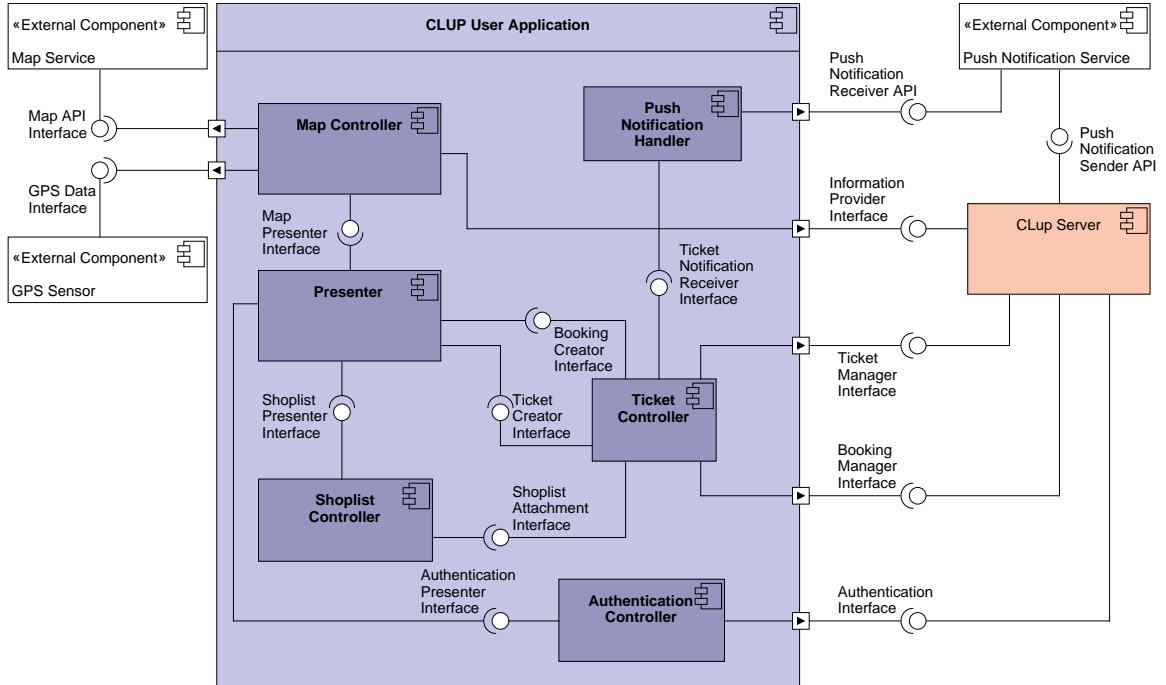 «External Component»
Map Service
CLUP User Application
«External Component»
Push Notification Service
Push
Notification
Receiver API
Map API
Interface
Map Controller
Push
Notification
Handler
Push
Notification
Sender API
GPS Data
Interface
Information
Provider
Interface
Map
Presenter
Interface
CLup Server
«External Component»
GPS Sensor
Ticket
Notification
Receiver
Interface
Presenter
Booking
Creator
Interface
Ticket
Manager
Interface
Shoplist
Presenter
Interface
Ticket
Creator
Interface
Ticket
Controller
Booking
Manager
Interface
Shoplist
Controller
Shoplist
Attachment
Interface
Authentication
Presenter
Interface
Authentication
Controller
Authentication
Interface